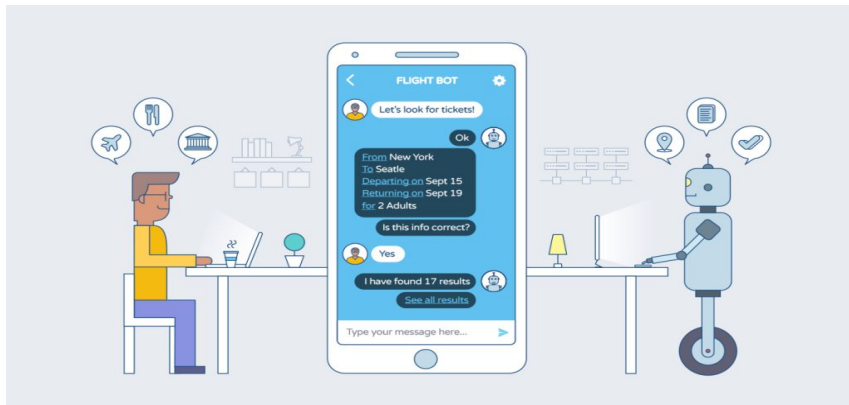 FLIGHT BOT
Let's look for tickets!
Ok
From New York
To Seatle
Departing on Sept 15
Returning on Sept 19
for 2 Adults
Is this info correct?
Yes
I have found 17 results
See all results
Type your message here...